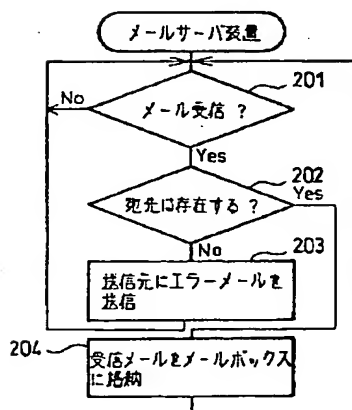 メールサーバ装置
201
No
メール受信?
Yes
202
宛先は存在する?
Yes
No
203
送信元にエラーメールを
送信
204
受信メールをメールボックス
に格納